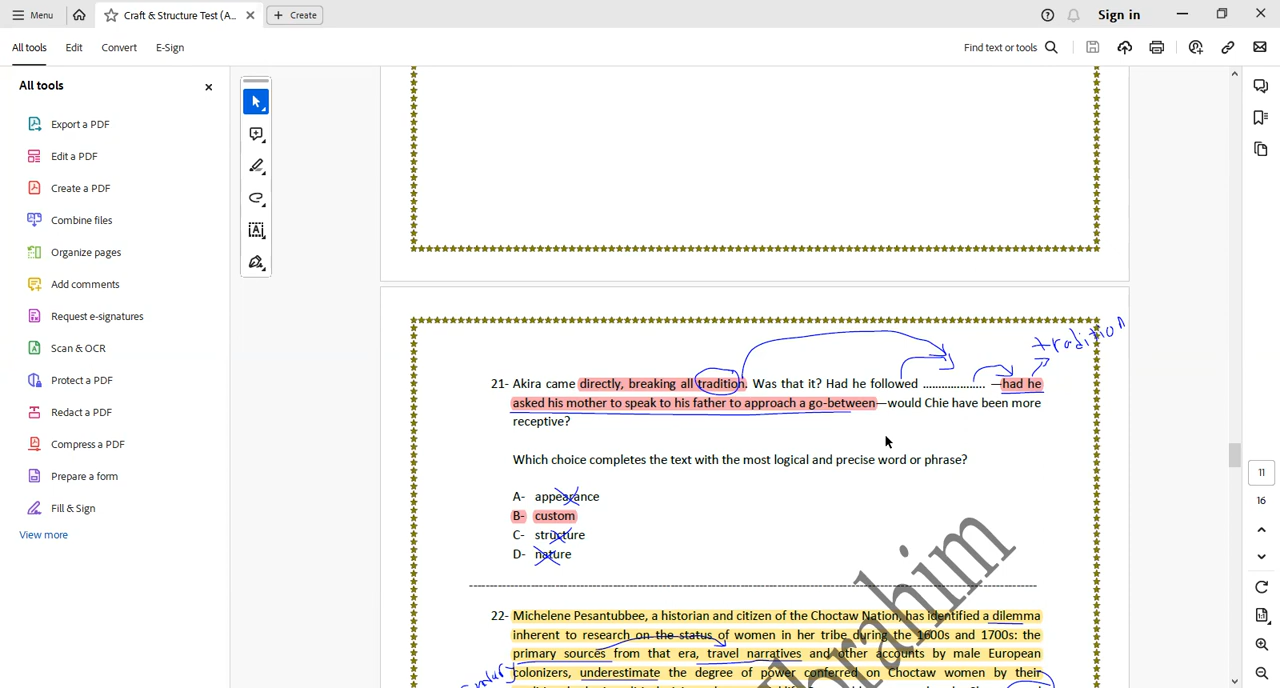 Menu
Craft & Structure Test (A...
Create
Sign in
All tools
Edit
Convert
E-Sign
Find text or tools
All tools
Export a PDF
Edit a PDF
Create a PDF
Combine files
Organize pages
Add comments
Request e-signatures
Scan & OCR
Protect a PDF
Redact a PDF
Compress a PDF
Prepare a form
Fill & Sign
View more
tradition
21- Akira came directly, breaking all tradition. Was that it? Had he followed .................... —had he
asked his mother to speak to his father to approach a go-between—would Chie have been more
receptive?
Which choice completes the text with the most logical and precise word or phrase?
A- appearance
B- custom
C- structure
D- nature
22- Michelene Pesantubbee, a historian and citizen of the Choctaw Nation, has identified a dilemma
inherent to research on the status of women in her tribe during the 1600s and 1700s: the
primary sources from that era, travel narratives and other accounts by male European
colonizers, underestimate the degree of power conferred on Choctaw women by their
11
16